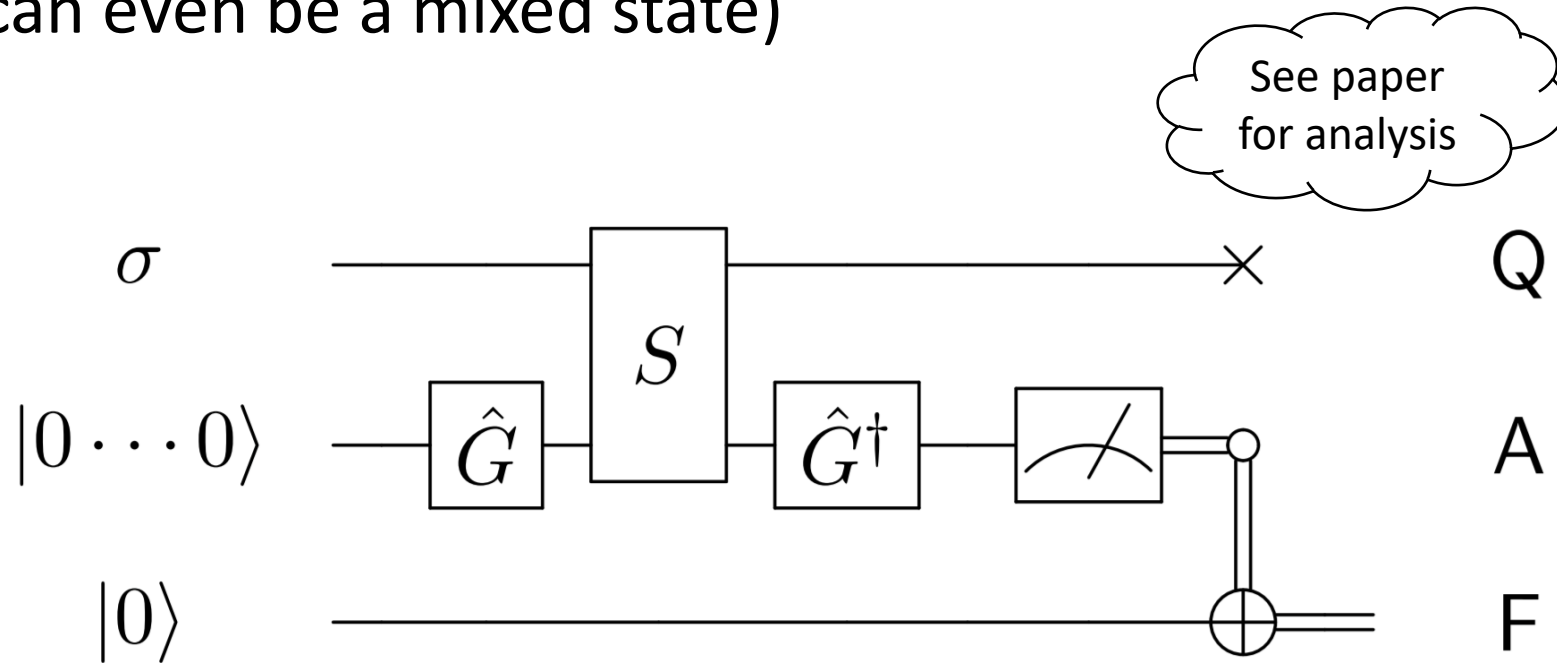 can even be a mixed state)
See paper
for analysis
σ
Q
S
|0 · · · 0⟩
Ĝ
Ĝ†
A
|0⟩
F